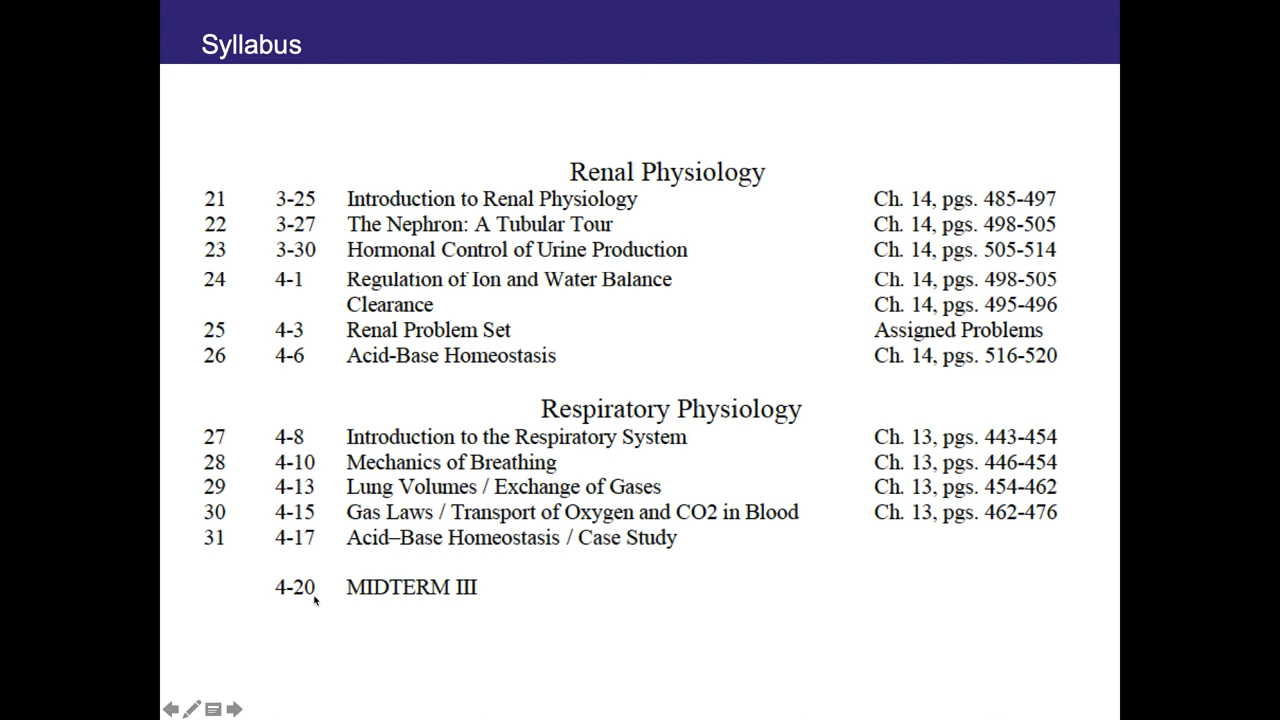 Syllabus
Renal Physiology
21 3-25 Introduction to Renal Physiology Ch. 14, pgs. 485-497
22 3-27 The Nephron: A Tubular Tour Ch. 14, pgs. 498-505
23 3-30 Hormonal Control of Urine Production Ch. 14, pgs. 505-514
24 4-1 Regulation of Ion and Water Balance Ch. 14, pgs. 498-505
Clearance Ch. 14, pgs. 495-496
25 4-3 Renal Problem Set Assigned Problems
26 4-6 Acid-Base Homeostasis Ch. 14, pgs. 516-520
Respiratory Physiology
27 4-8 Introduction to the Respiratory System Ch. 13, pgs. 443-454
28 4-10 Mechanics of Breathing Ch. 13, pgs. 446-454
29 4-13 Lung Volumes / Exchange of Gases Ch. 13, pgs. 454-462
30 4-15 Gas Laws / Transport of Oxygen and CO2 in Blood Ch. 13, pgs. 462-476
31 4-17 Acid–Base Homeostasis / Case Study
4-20 MIDTERM III